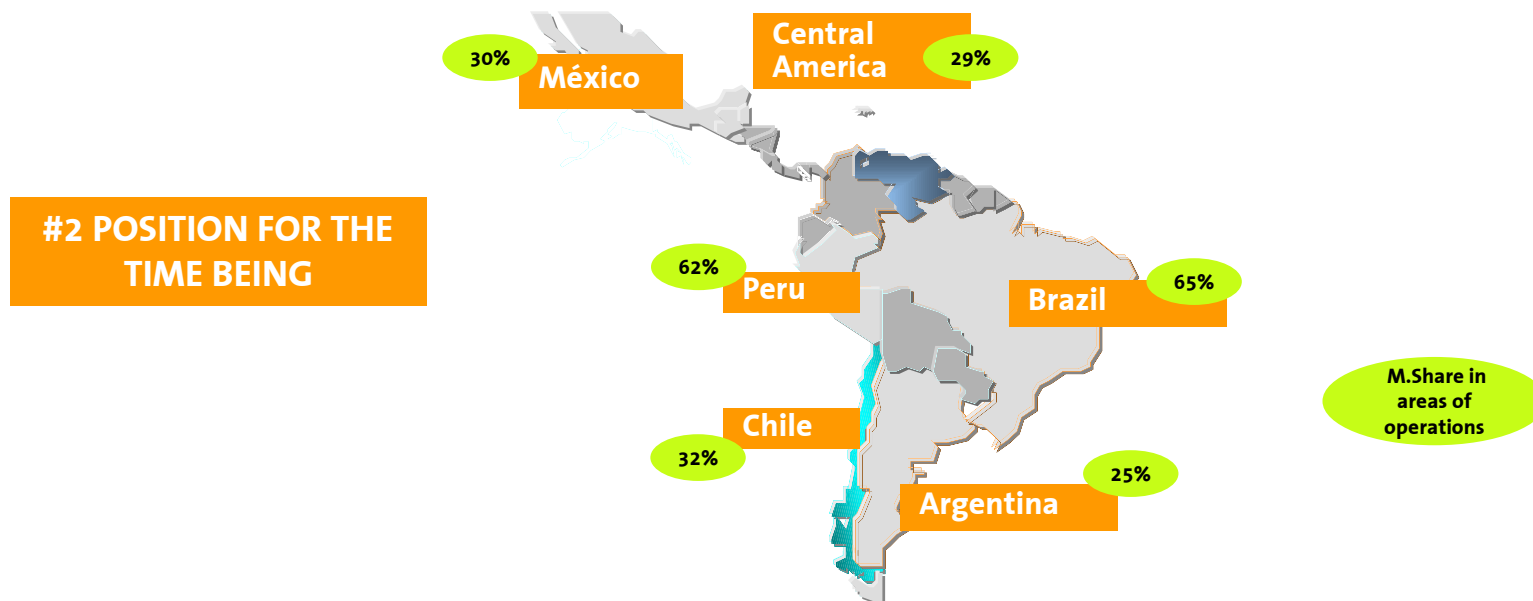 30%
México
Central
America
29%
#2 POSITION FOR THE
TIME BEING
62%
Peru
Brazil
65%
M.Share in
areas of
operations
Chile
32%
25%
Argentina